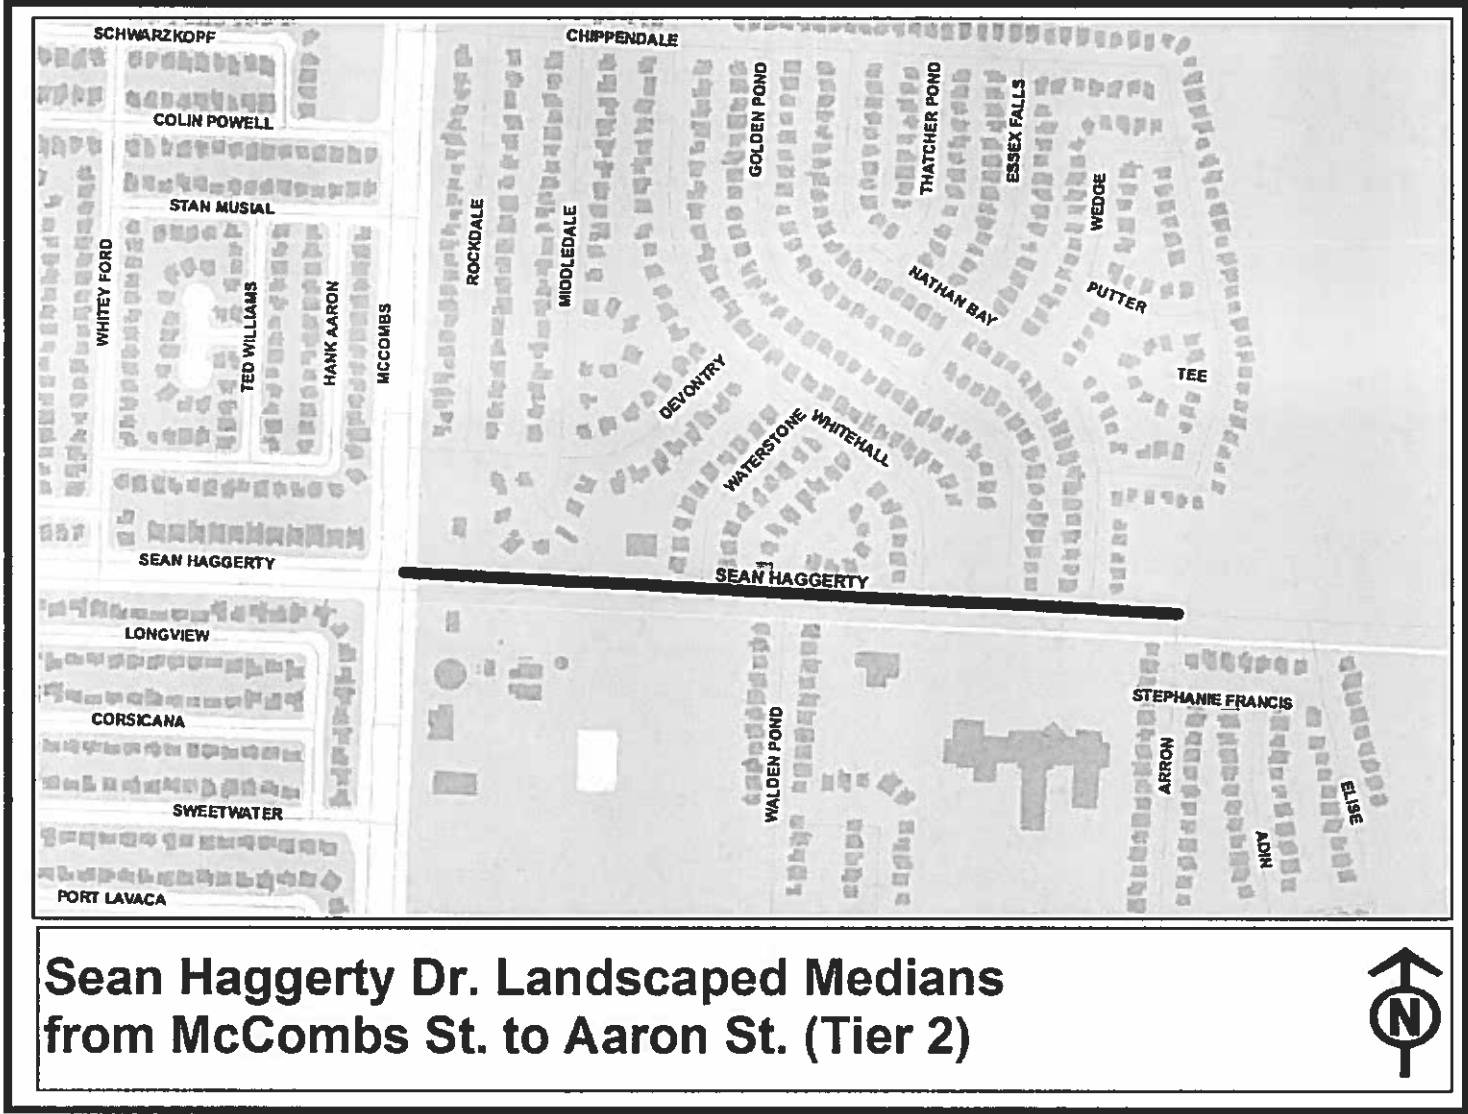 SCHWARZKOPF
CHIPPENDALE
COLIN POWELL
GOLDEN POND
THATCHER POND
ESSEX FALLS
STAN MUSIAL
WEDGE
ROCKDALE
MIDDLEDALE
WHITEY FORD
TED WILLIAMS
HANK AARON
MCCOMBS
NATHAN BAY
PUTTER
TEE
DEVONTRY
WATERSTONE
WHITEHALL
SEAN HAGGERTY
SEAN HAGGERTY
LONGVIEW
STEPHANIE FRANCIS
CORSICANA
WALDEN POND
ARRON
ELISE
SWEETWATER
ADIN
PORT LAVACA
Sean Haggerty Dr. Landscaped Medians
from McCombs St. to Aaron St. (Tier 2)
N